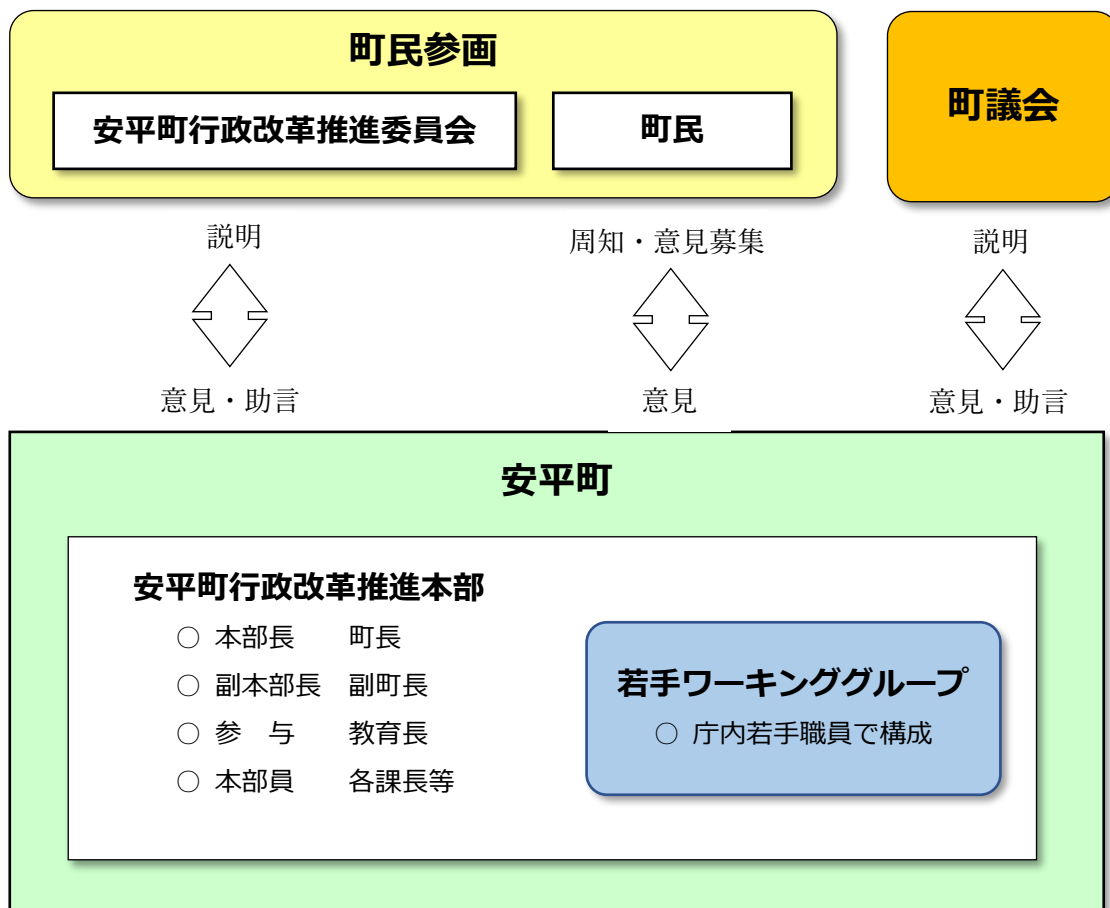 町民参画
安平町行政改革推進委員会
町民
町議会
説明
周知・意見募集
説明
意見・助言
意見
意見・助言
安平町
安平町行政改革推進本部
○ 本部長　町長
○ 副本部長　副町長
○ 参　与　教育長
○ 本部員　各課長等
若手ワーキンググループ
○ 庁内若手職員で構成